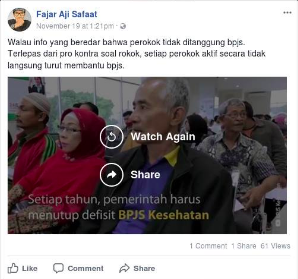 Fajar Aji Safaat
November 19 at 1:21pm ·
Walau info yang beredar bahwa perokok tidak ditanggung bpjs.
Terlepas dari pro kontra soal rokok, setiap perokok aktif secara tidak
langsung turut membantu bpjs.
Watch Again
Share
Setiap tahun, pemerintah harus
menutup defisit BPJS Kesehatan
1 Comment 1 Share 61 Views
Like Comment Share